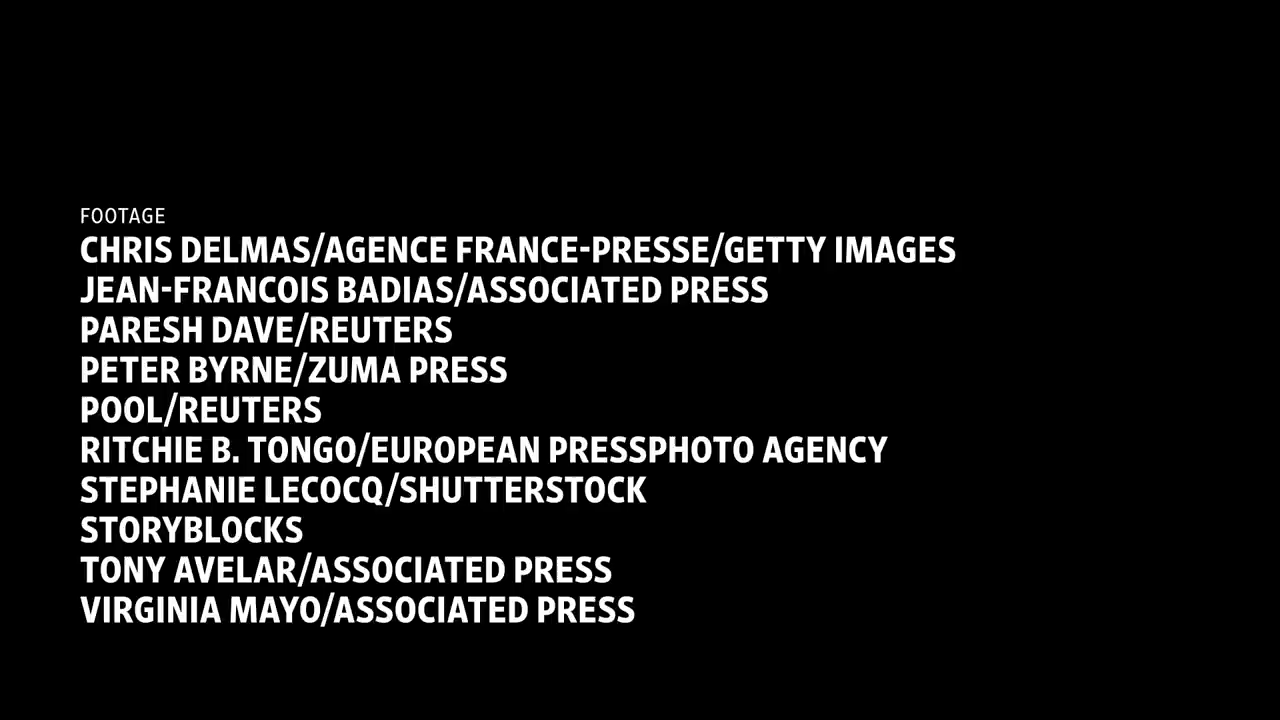 FOOTAGE
CHRIS DELMAS/AGENCE FRANCE-PRESSE/GETTY IMAGES
JEAN-FRANCOIS BADIAS/ASSOCIATED PRESS
PARESH DAVE/REUTERS
PETER BYRNE/ZUMA PRESS
POOL/REUTERS
RITCHIE B. TONGO/EUROPEAN PRESSPHOTO AGENCY
STEPHANIE LECOCQ/SHUTTERSTOCK
STORYBLOCKS
TONY AVELAR/ASSOCIATED PRESS
VIRGINIA MAYO/ASSOCIATED PRESS